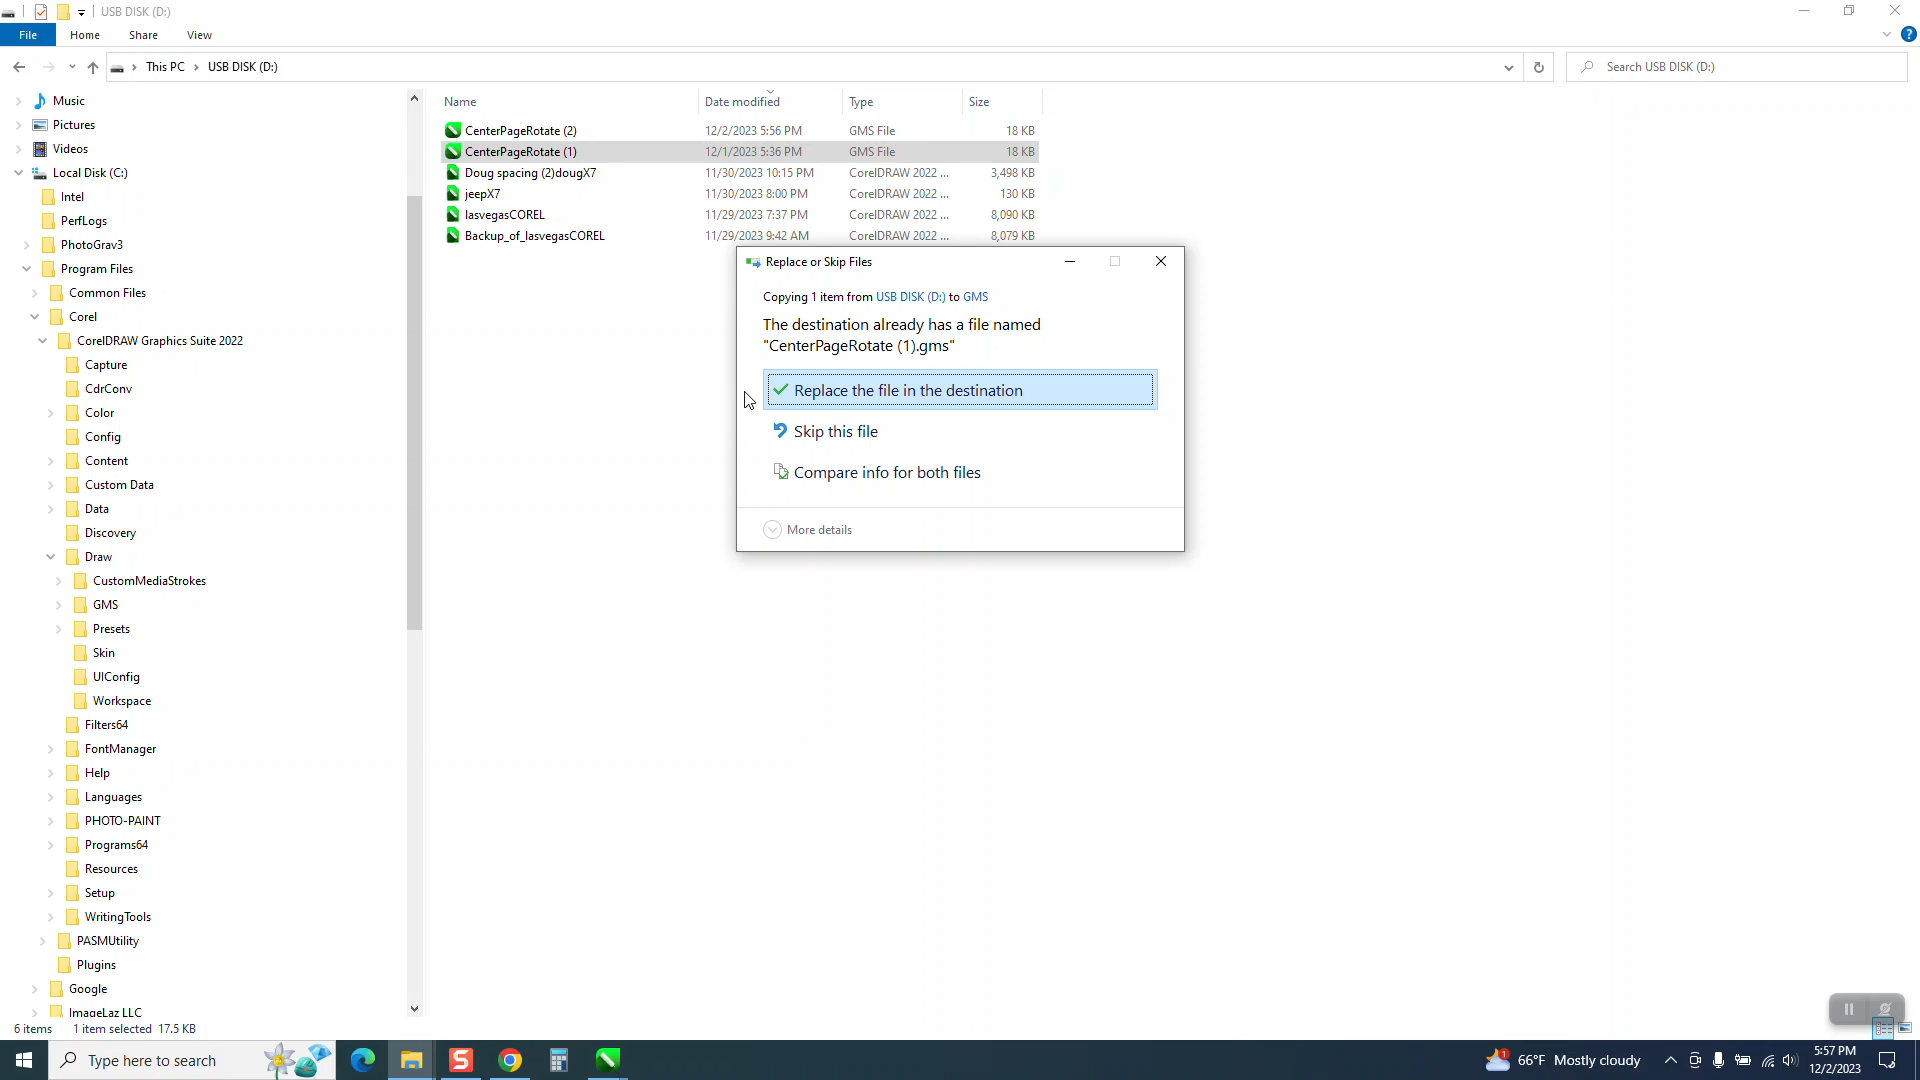 USB DISK (D:)
File
Home
Share
View
This PC
USB DISK (D:)
Search USB DISK (D:)
Music
Pictures
Videos
Local Disk (C:)
Intel
PerfLogs
PhotoGrav3
Program Files
Common Files
Corel
CorelDRAW Graphics Suite 2022
Capture
CdrConv
Color
Config
Content
Custom Data
Data
Discovery
Draw
CustomMediaStrokes
GMS
Presets
Skin
UIConfig
Workspace
Filters64
FontManager
Help
Languages
PHOTO-PAINT
Programs64
Resources
Setup
WritingTools
PASMUtility
Plugins
Google
ImageLaz LLC
Name Date modified Type Size
CenterPageRotate (2) 12/2/2023 5:56 PM GMS File 18 KB
CenterPageRotate (1) 12/1/2023 5:36 PM GMS File 18 KB
Doug spacing (2)dougX7 11/30/2023 10:15 PM CorelDRAW 2022 ... 3,498 KB
jeepX7 11/30/2023 8:00 PM CorelDRAW 2022 ... 130 KB
lasvegasCOREL 11/29/2023 7:37 PM CorelDRAW 2022 ... 8,090 KB
Backup_of_lasvegasCOREL 11/29/2023 9:42 AM CorelDRAW 2022 ... 8,079 KB
Replace or Skip Files
Copying 1 item from USB DISK (D:) to GMS
The destination already has a file named
"CenterPageRotate (1).gms"
Replace the file in the destination
Skip this file
Compare info for both files
More details
6 items 1 item selected 17.5 KB
Type here to search
66°F Mostly cloudy
5:57 PM
12/2/2023